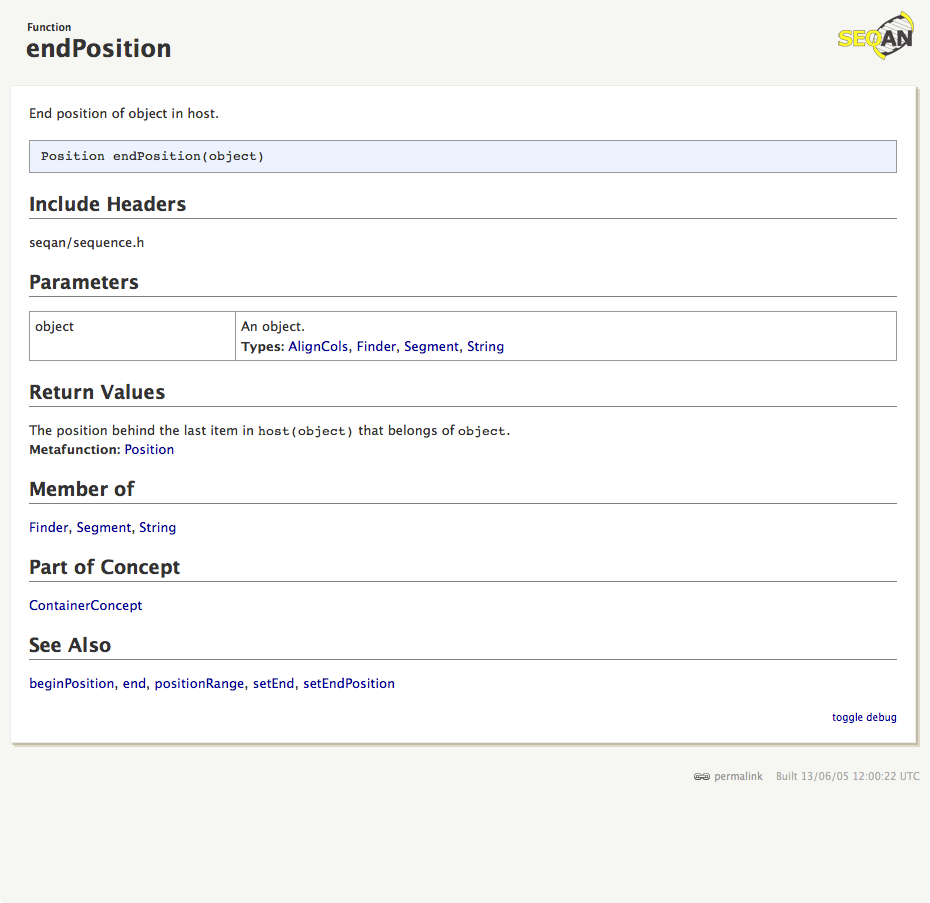 Function
endPosition
SEQAN
End position of object in host.
Position endPosition(object)
Include Headers
seqan/sequence.h
Parameters
object
An object.
Types: AlignCols, Finder, Segment, String
Return Values
The position behind the last item in host(object) that belongs of object.
Metafunction: Position
Member of
Finder, Segment, String
Part of Concept
ContainerConcept
See Also
beginPosition, end, positionRange, setEnd, setEndPosition
toggle debug
permalink Built 13/06/05 12:00:22 UTC